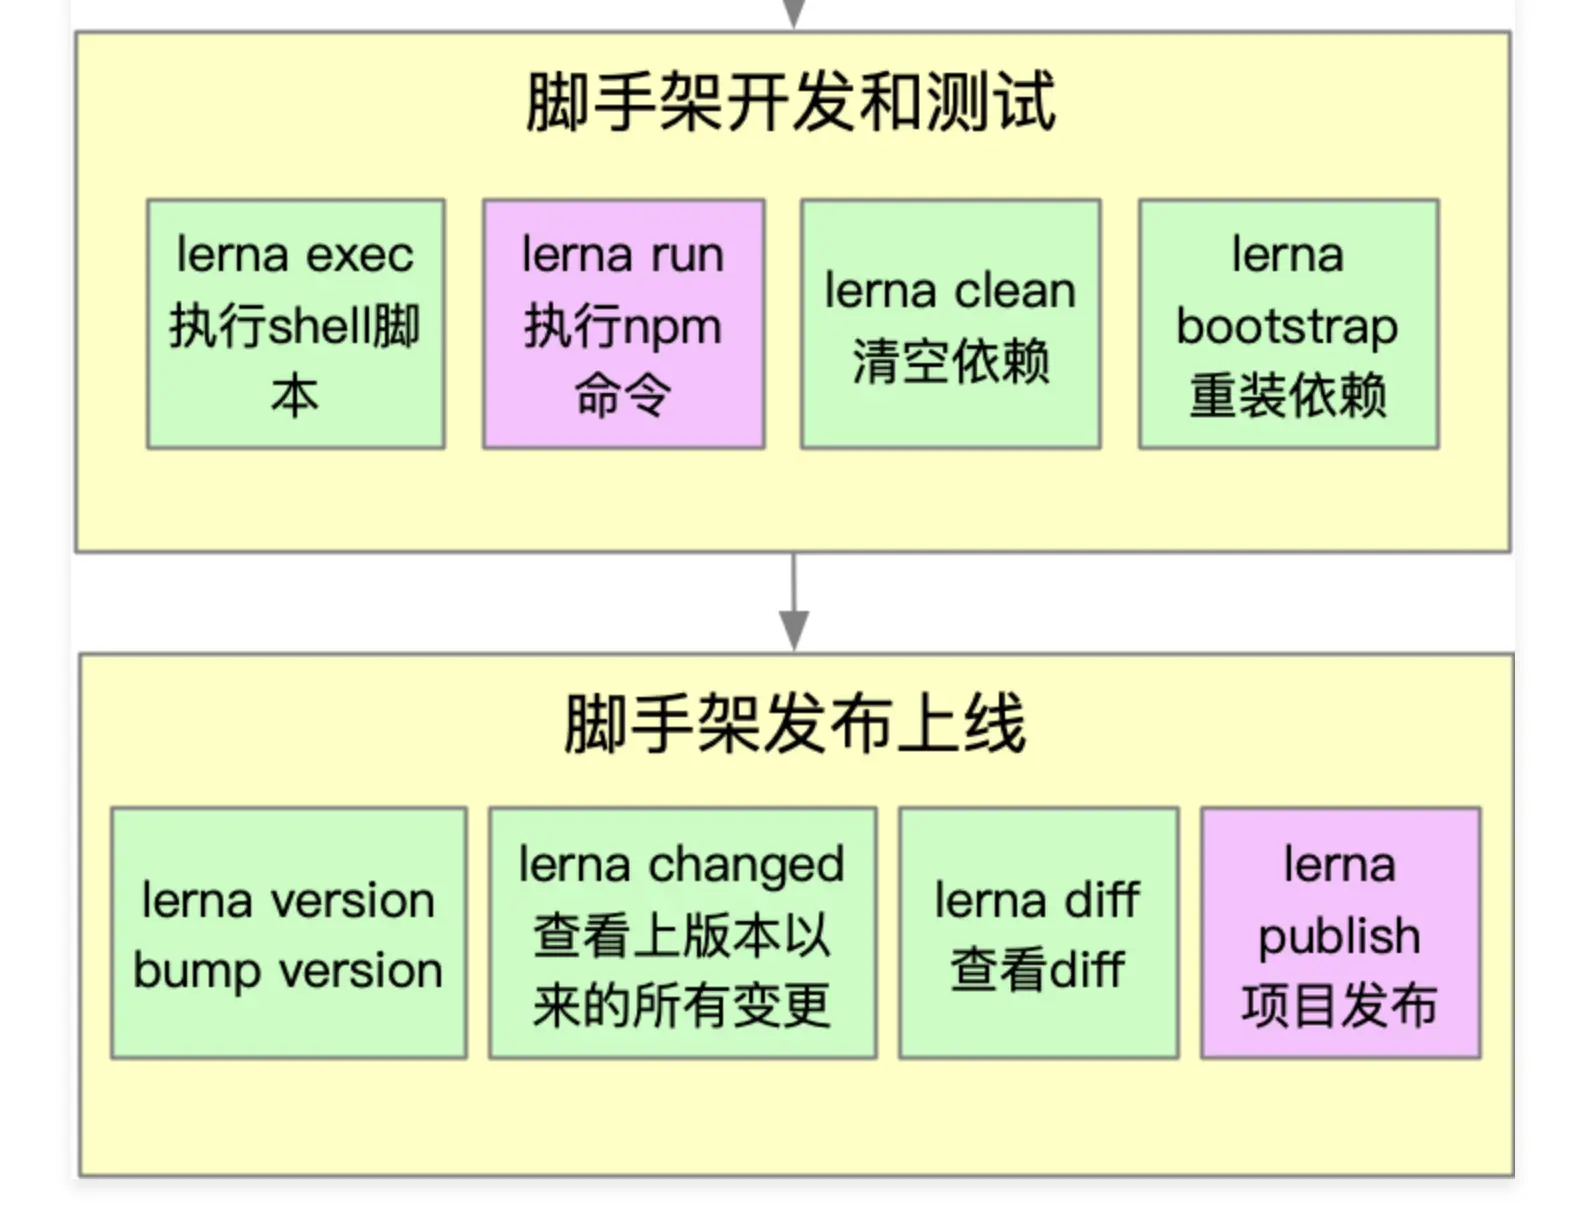 脚手架开发和测试
lerna exec
执行shell脚
本
lerna run
执行npm
命令
lerna clean
清空依赖
lerna
bootstrap
重装依赖
脚手架发布上线
lerna version
bump version
lerna changed
查看上版本以
来的所有变更
lerna diff
查看diff
lerna
publish
项目发布